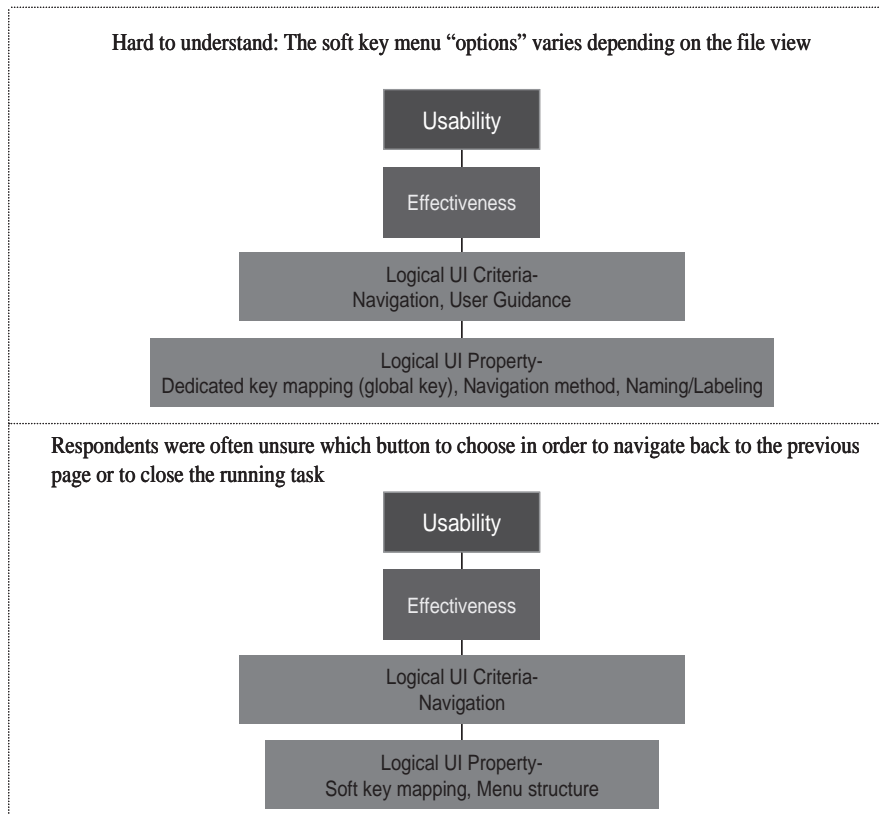 Hard to understand: The soft key menu “options” varies depending on the file view
Usability
Effectiveness
Logical UI Criteria-
Navigation, User Guidance
Logical UI Property-
Dedicated key mapping (global key), Navigation method, Naming/Labeling
Respondents were often unsure which button to choose in order to navigate back to the previous
page or to close the running task
Usability
Effectiveness
Logical UI Criteria-
Navigation
Logical UI Property-
Soft key mapping, Menu structure